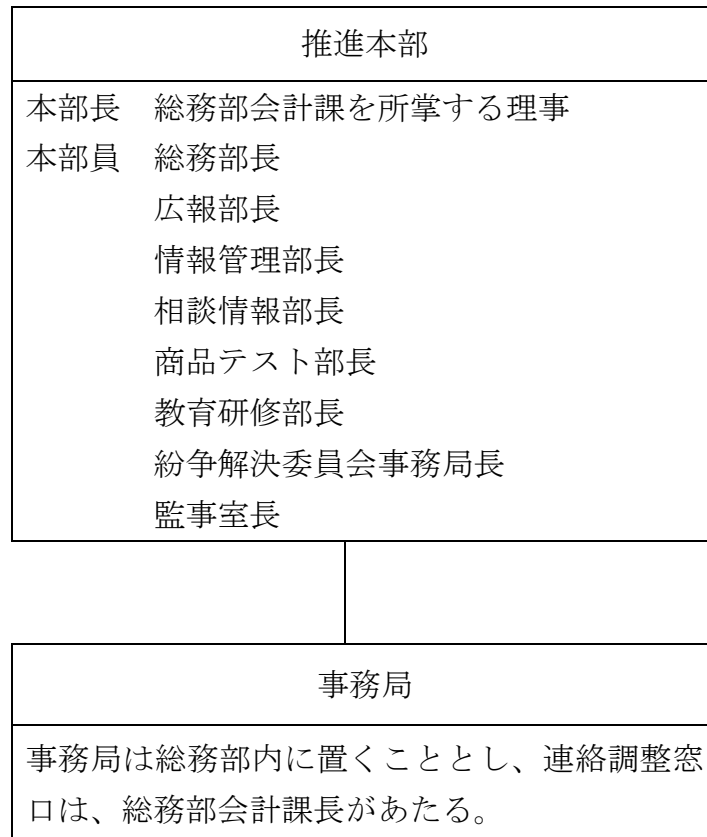 推進本部
本部長　総務部会計課を所掌する理事
本部員　総務部長
広報部長
情報管理部長
相談情報部長
商品テスト部長
教育研修部長
紛争解決委員会事務局長
監事室長
事務局
事務局は総務部内に置くこととし、連絡調整窓
口は、総務部会計課長があたる。